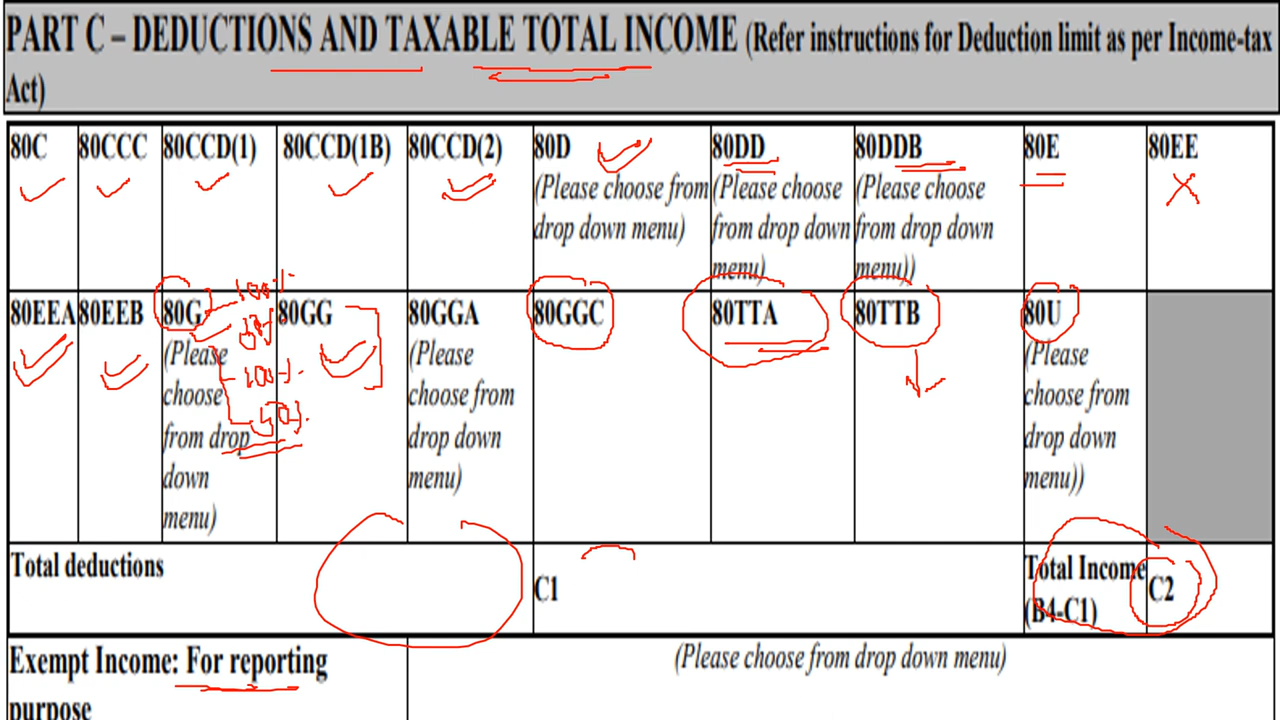 PART C – DEDUCTIONS AND TAXABLE TOTAL INCOME (Refer instructions for Deduction limit as per Income-tax
Act)
80C 80CCC 80CCD(1) 80CCD(1B) 80CCD(2) 80D 80DD 80DDB 80E 80EE
(Please choose from drop down menu)
(Please choose from drop down menu)
(Please choose from drop down menu))
80EEA 80EEB 80G 80GG 80GGA 80GGC 80TTA 80TTB 80U
(Please choose from drop down menu)
(Please choose from drop down menu)
(Please choose from drop down menu))
100%
100%
50%
Total deductions C1 Total Income C2
(B4-C1)
Exempt Income: For reporting (Please choose from drop down menu)
purpose